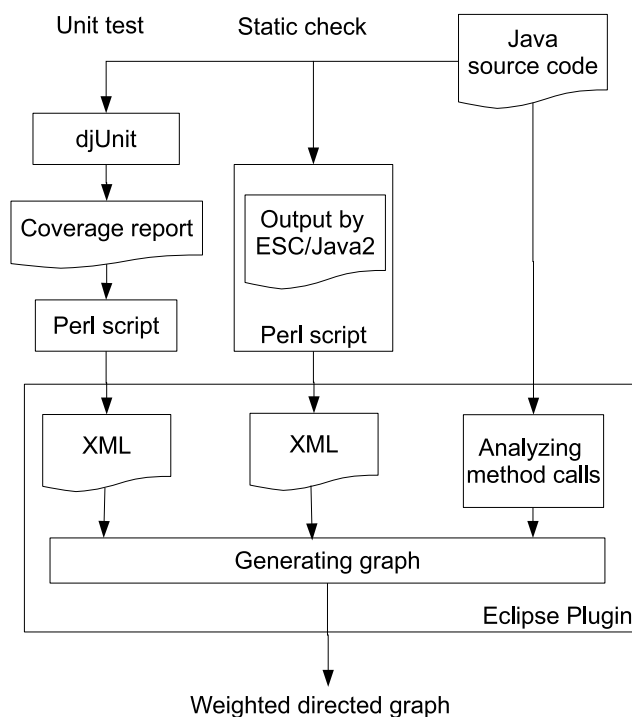 Unit test
Static check
Java
source code
djUnit
Coverage report
Output by
ESC/Java2
Perl script
Perl script
XML
XML
Analyzing
method calls
Generating graph
Eclipse Plugin
Weighted directed graph